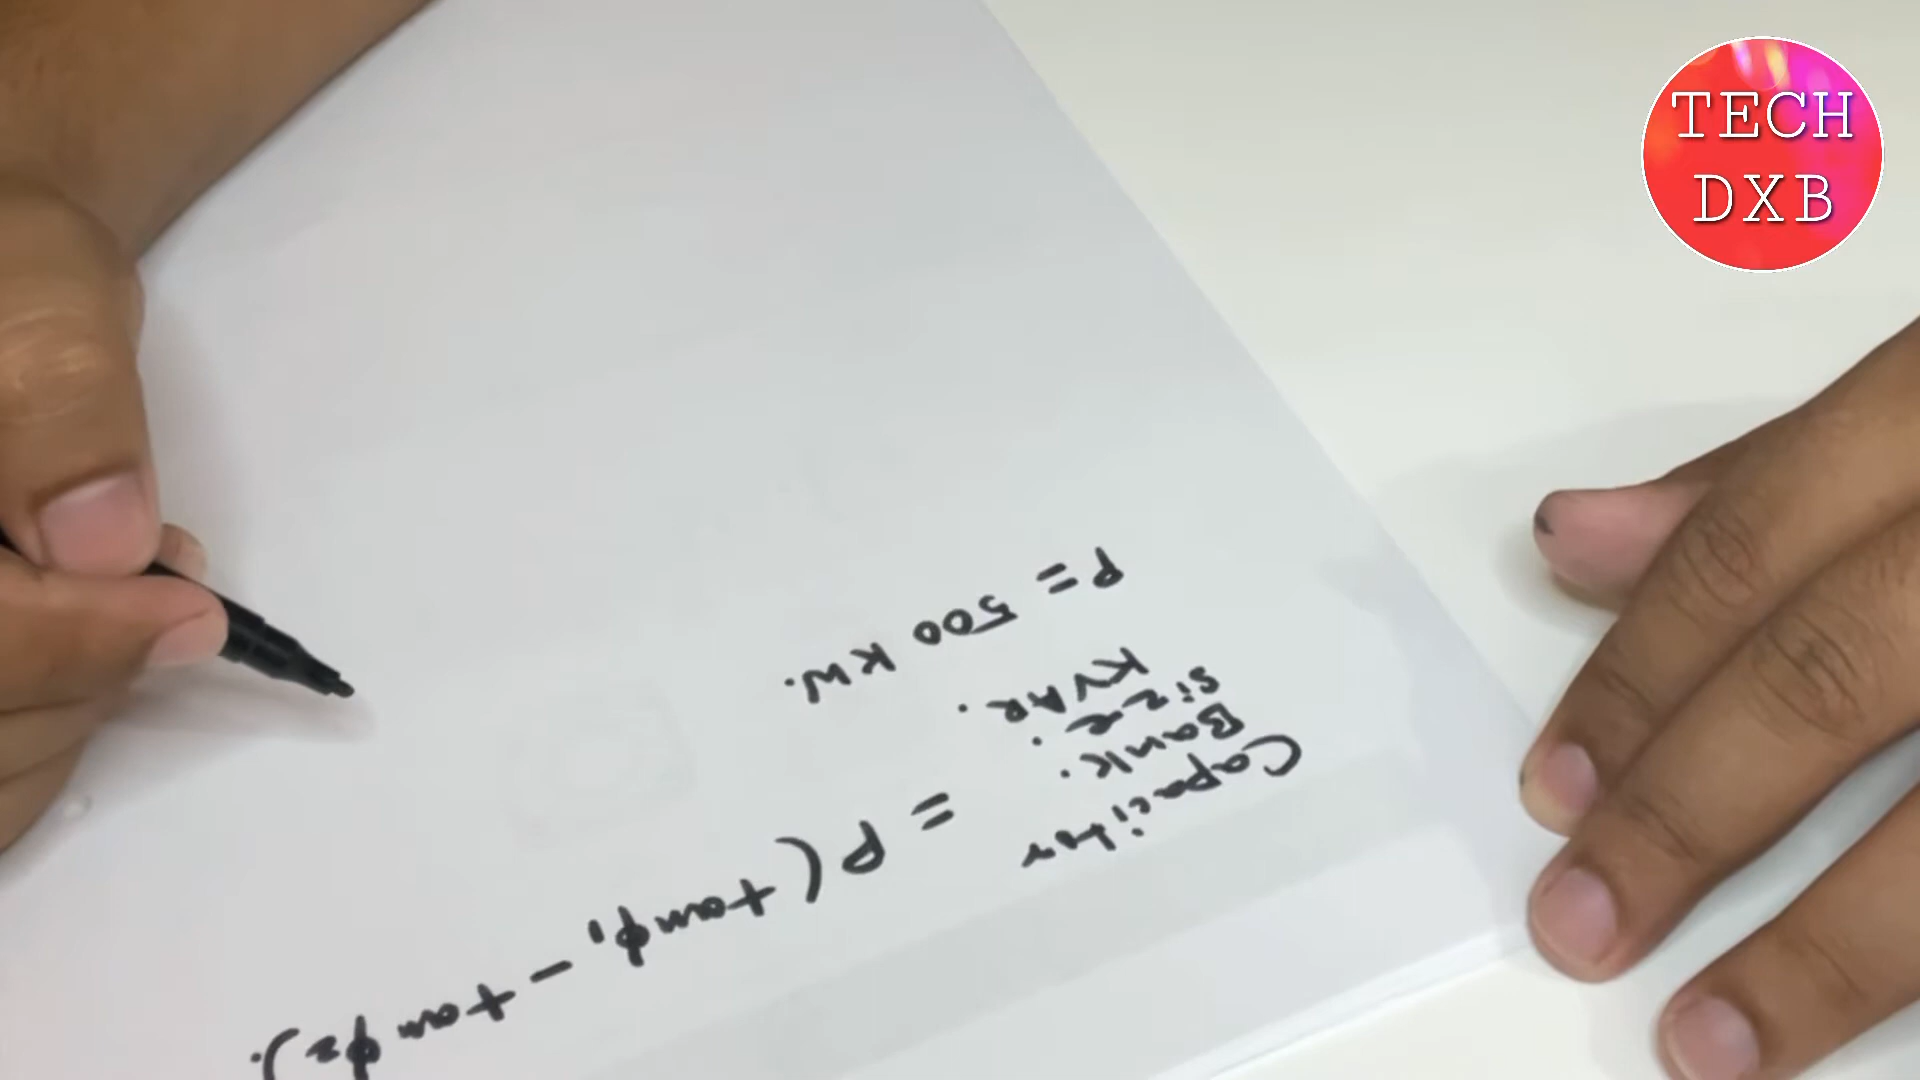 Capacitor
Bank.
size.
KVAR.
= P(tanϕ1 - tanϕ2).
P= 500 KW.
TECH
DXB